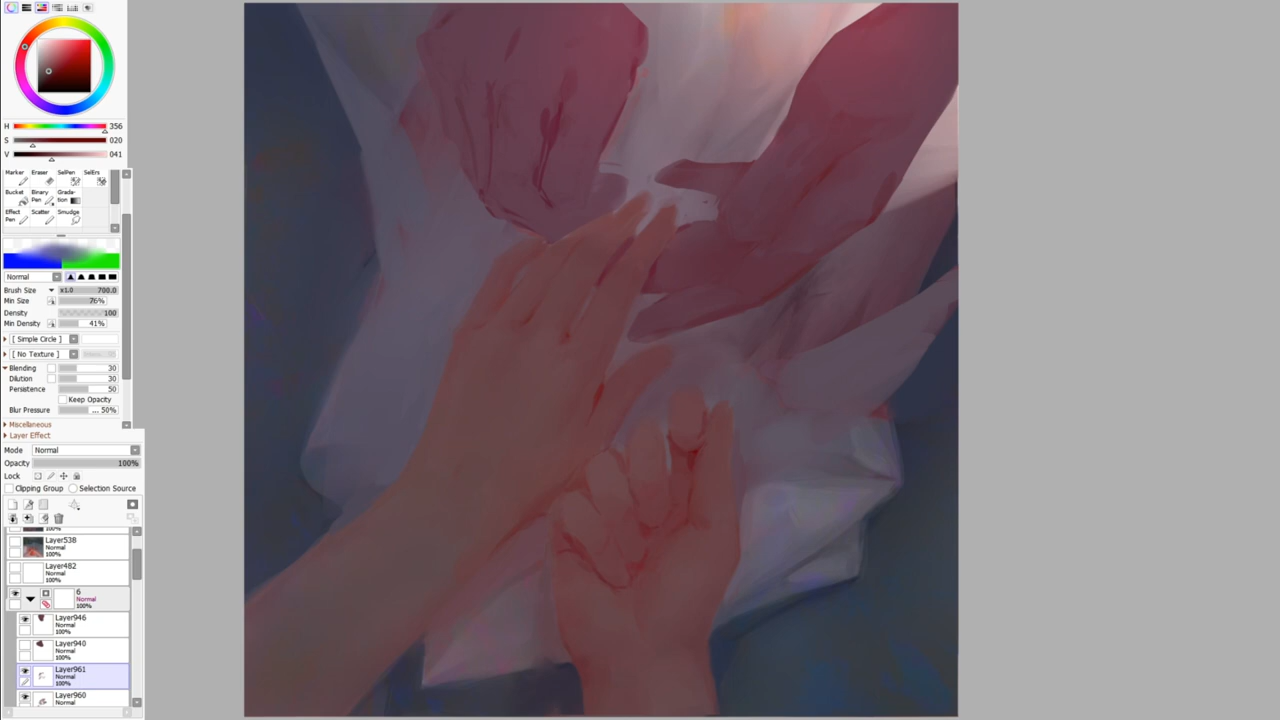 H 356
S 020
V 041
Marker Eraser SelPen SelErs
Bucket Binary Pen Grada-tion
Effect Pen Scatter Smudge
Normal
Brush Size x1.0 700.0
Min Size 76%
Density 100
Min Density 41%
[ Simple Circle ]
[ No Texture ]
Blending 30
Dilution 30
Persistence 50
Keep Opacity
Blur Pressure ... 50%
Miscellaneous
Layer Effect
Mode Normal
Opacity 100%
Lock
Clipping Group Selection Source
100%
Layer538
Normal
100%
Layer482
Normal
100%
6
Normal
100%
Layer946
Normal
100%
Layer940
Normal
100%
Layer961
Normal
100%
Layer960
Normal